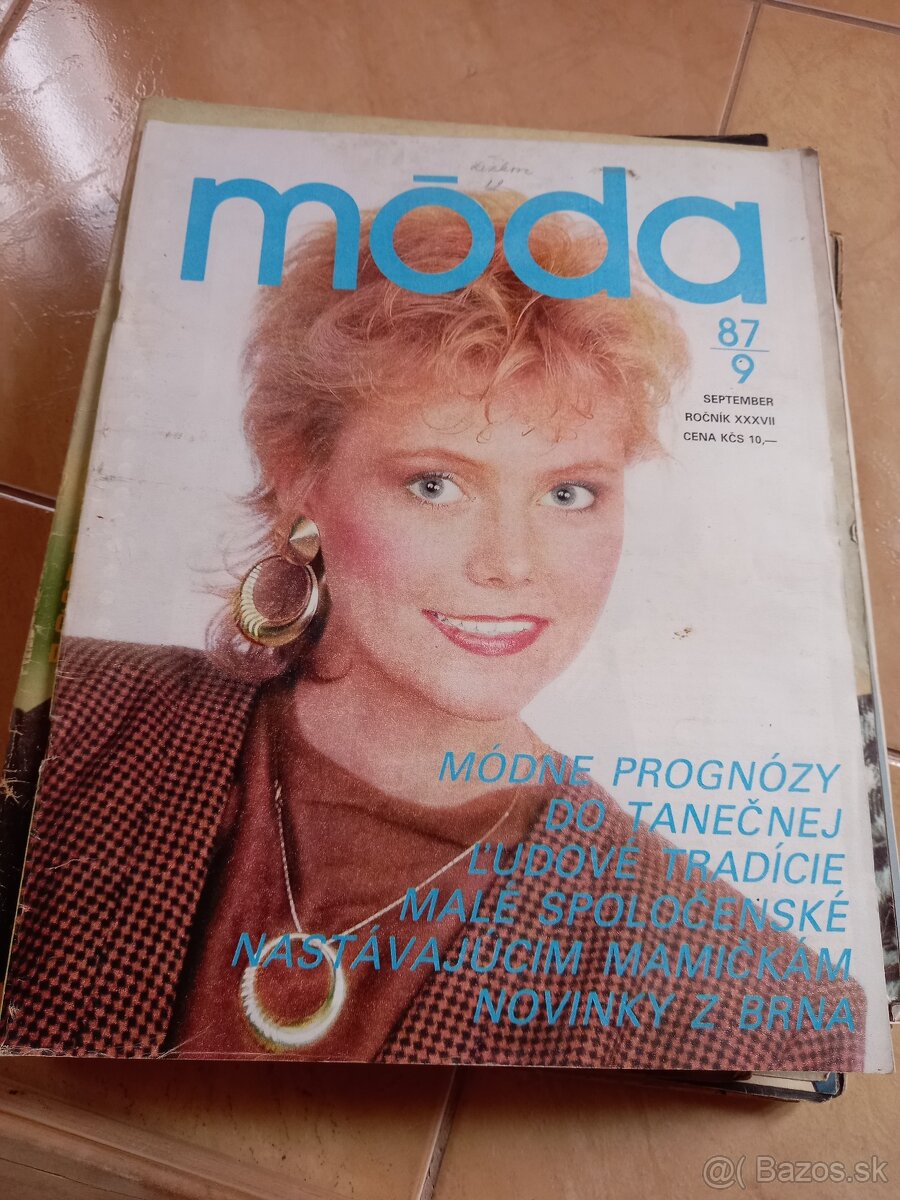 móda
87
9
SEPTEMBER
ROČNÍK XXXVII
CENA KČS 10,—
MÓDNE PROGNÓZY
DO TANEČNEJ
ĽUDOVÉ TRADÍCIE
MALÉ SPOLOČENSKÉ
NASTÁVAJÚCIM MAMIČKÁM
NOVINKY Z BRNA
@( Bazos.sk